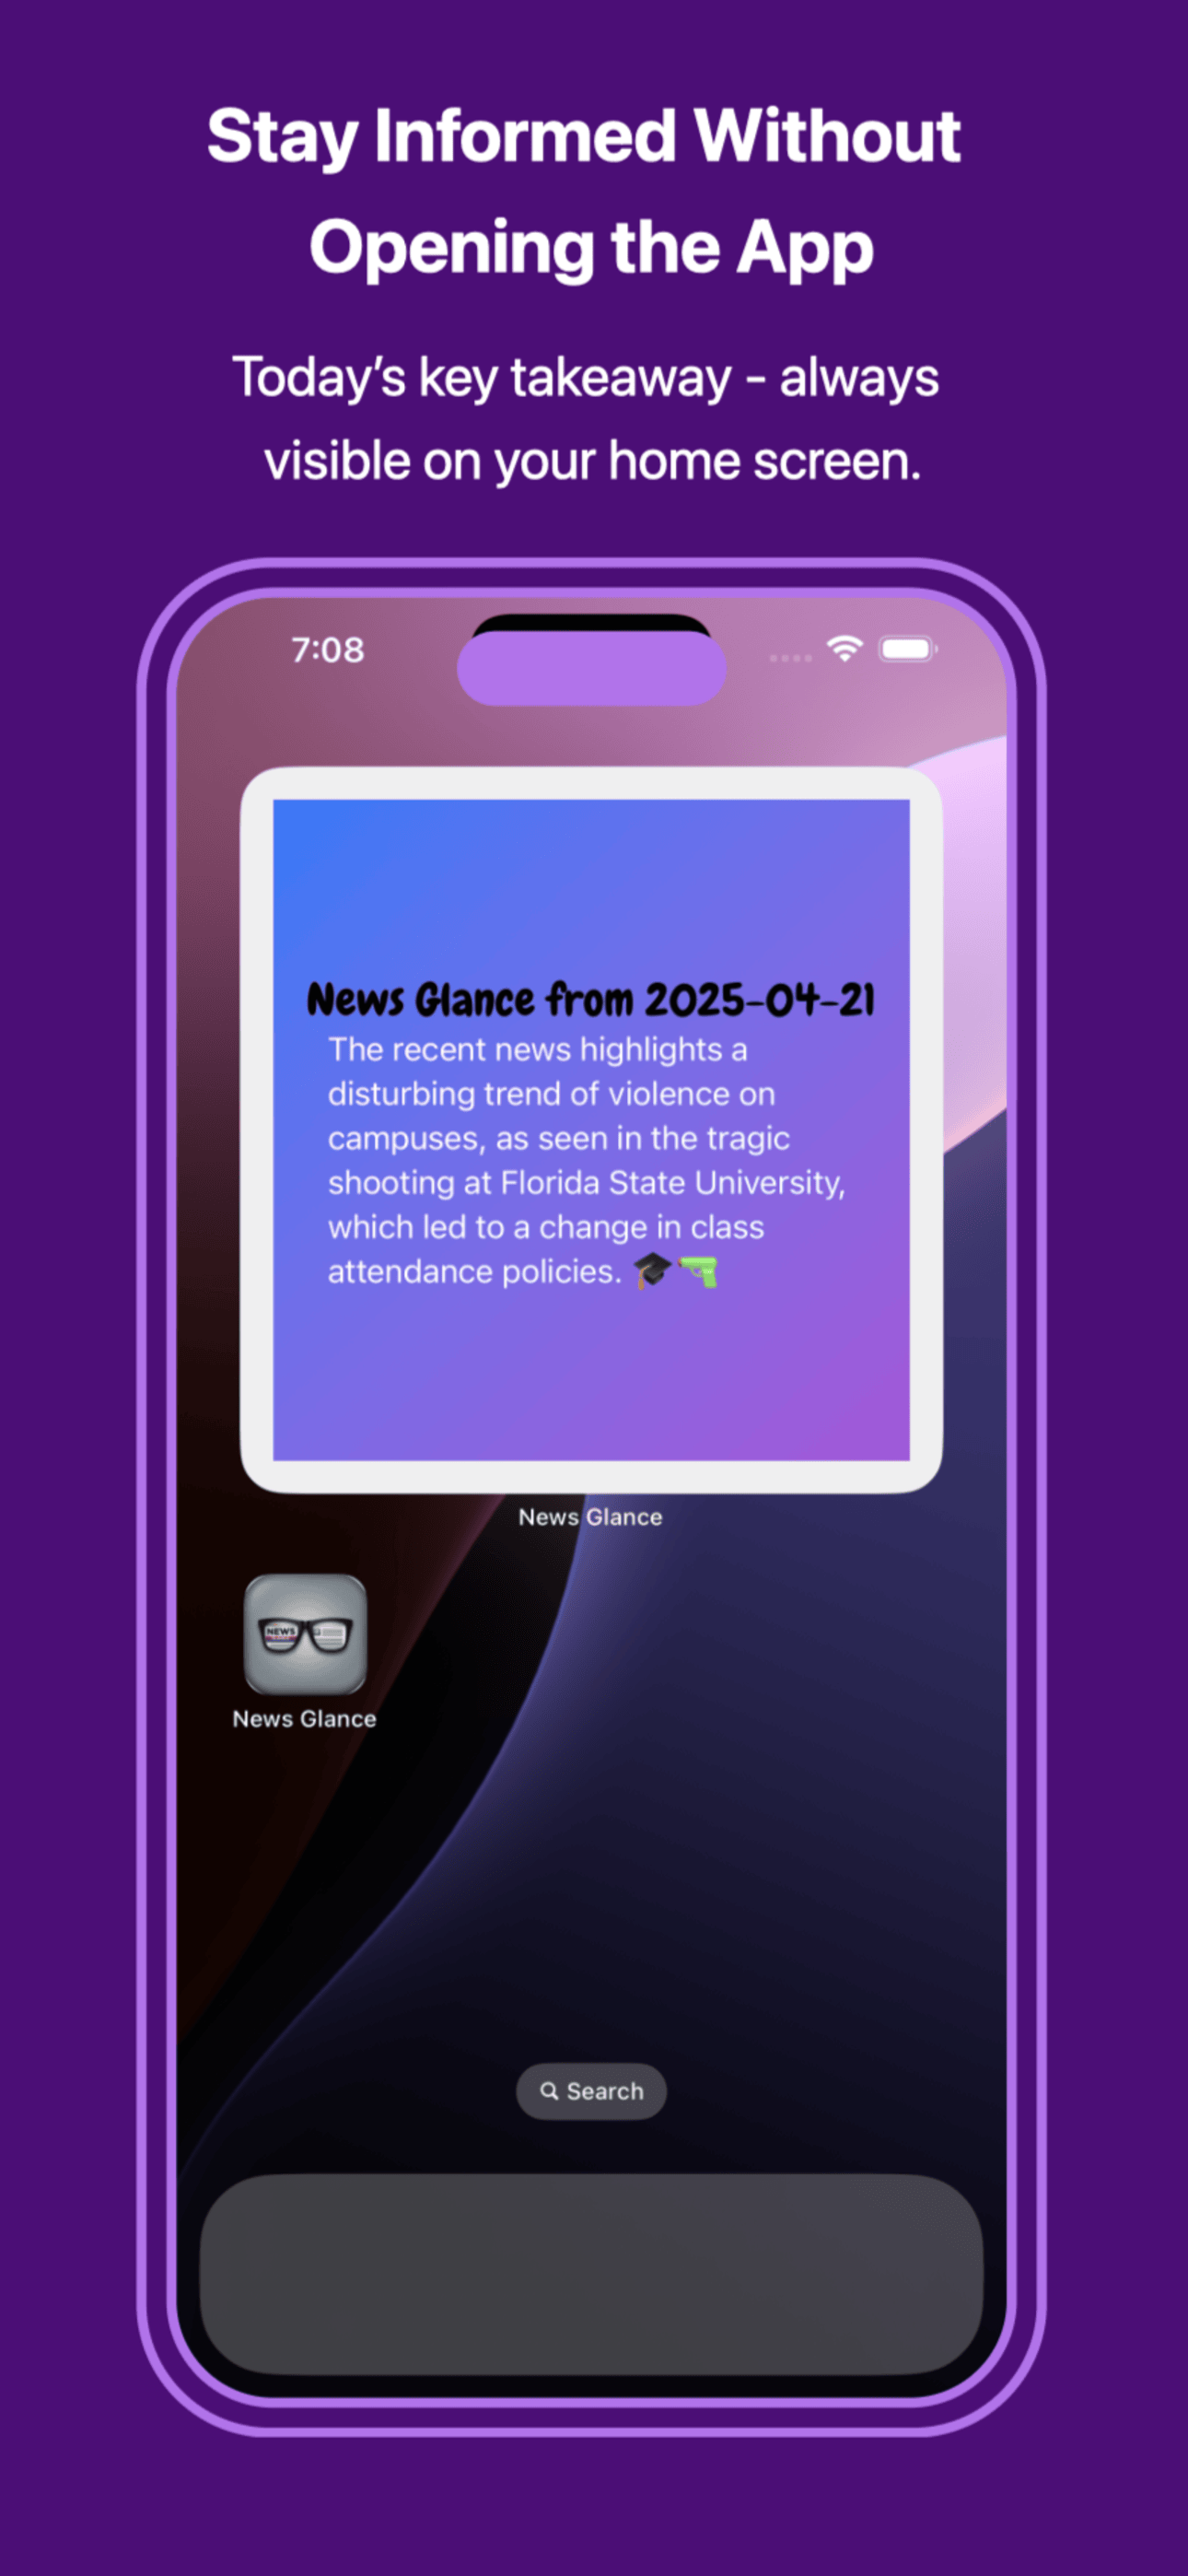 Stay Informed Without
Opening the App
Today’s key takeaway - always
visible on your home screen.
7:08
News Glance from 2025-04-21
The recent news highlights a
disturbing trend of violence on
campuses, as seen in the tragic
shooting at Florida State University,
which led to a change in class
attendance policies. 🎓🔫
News Glance
NEWS
News Glance
Search